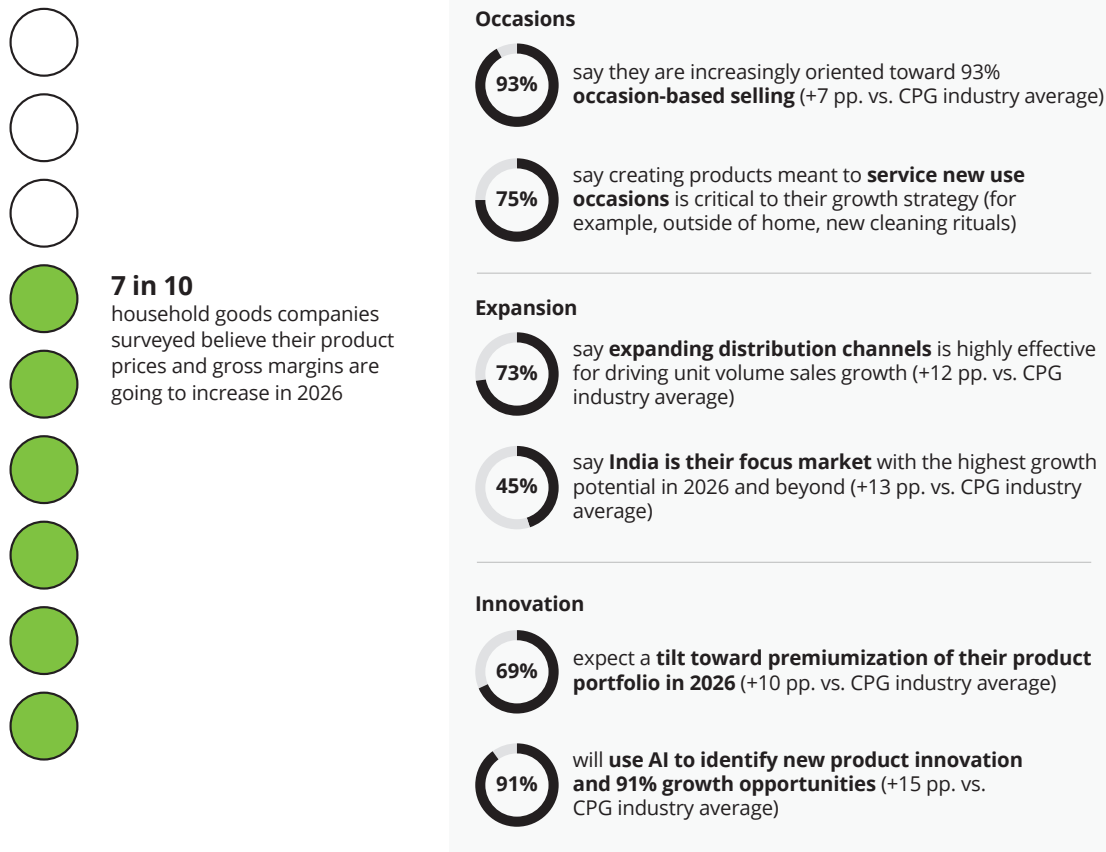 7 in 10
household goods companies
surveyed believe their product
prices and gross margins are
going to increase in 2026
Occasions
93%
say they are increasingly oriented toward 93%
occasion-based selling (+7 pp. vs. CPG industry average)
75%
say creating products meant to service new use
occasions is critical to their growth strategy (for
example, outside of home, new cleaning rituals)
Expansion
73%
say expanding distribution channels is highly effective
for driving unit volume sales growth (+12 pp. vs. CPG
industry average)
45%
say India is their focus market with the highest growth
potential in 2026 and beyond (+13 pp. vs. CPG industry
average)
Innovation
69%
expect a tilt toward premiumization of their product
portfolio in 2026 (+10 pp. vs. CPG industry average)
91%
will use AI to identify new product innovation
and 91% growth opportunities (+15 pp. vs.
CPG industry average)